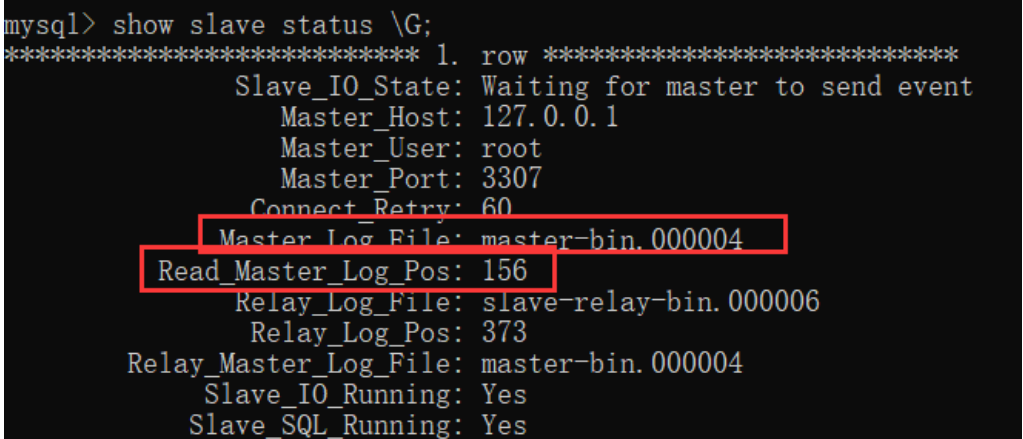 mysql> show slave status \G;
*************************** 1. row ***************************
Slave_IO_State: Waiting for master to send event
Master_Host: 127.0.0.1
Master_User: root
Master_Port: 3307
Connect_Retry: 60
Master_Log_File: master-bin.000004
Read_Master_Log_Pos: 156
Relay_Log_File: slave-relay-bin.000006
Relay_Log_Pos: 373
Relay_Master_Log_File: master-bin.000004
Slave_IO_Running: Yes
Slave_SQL_Running: Yes